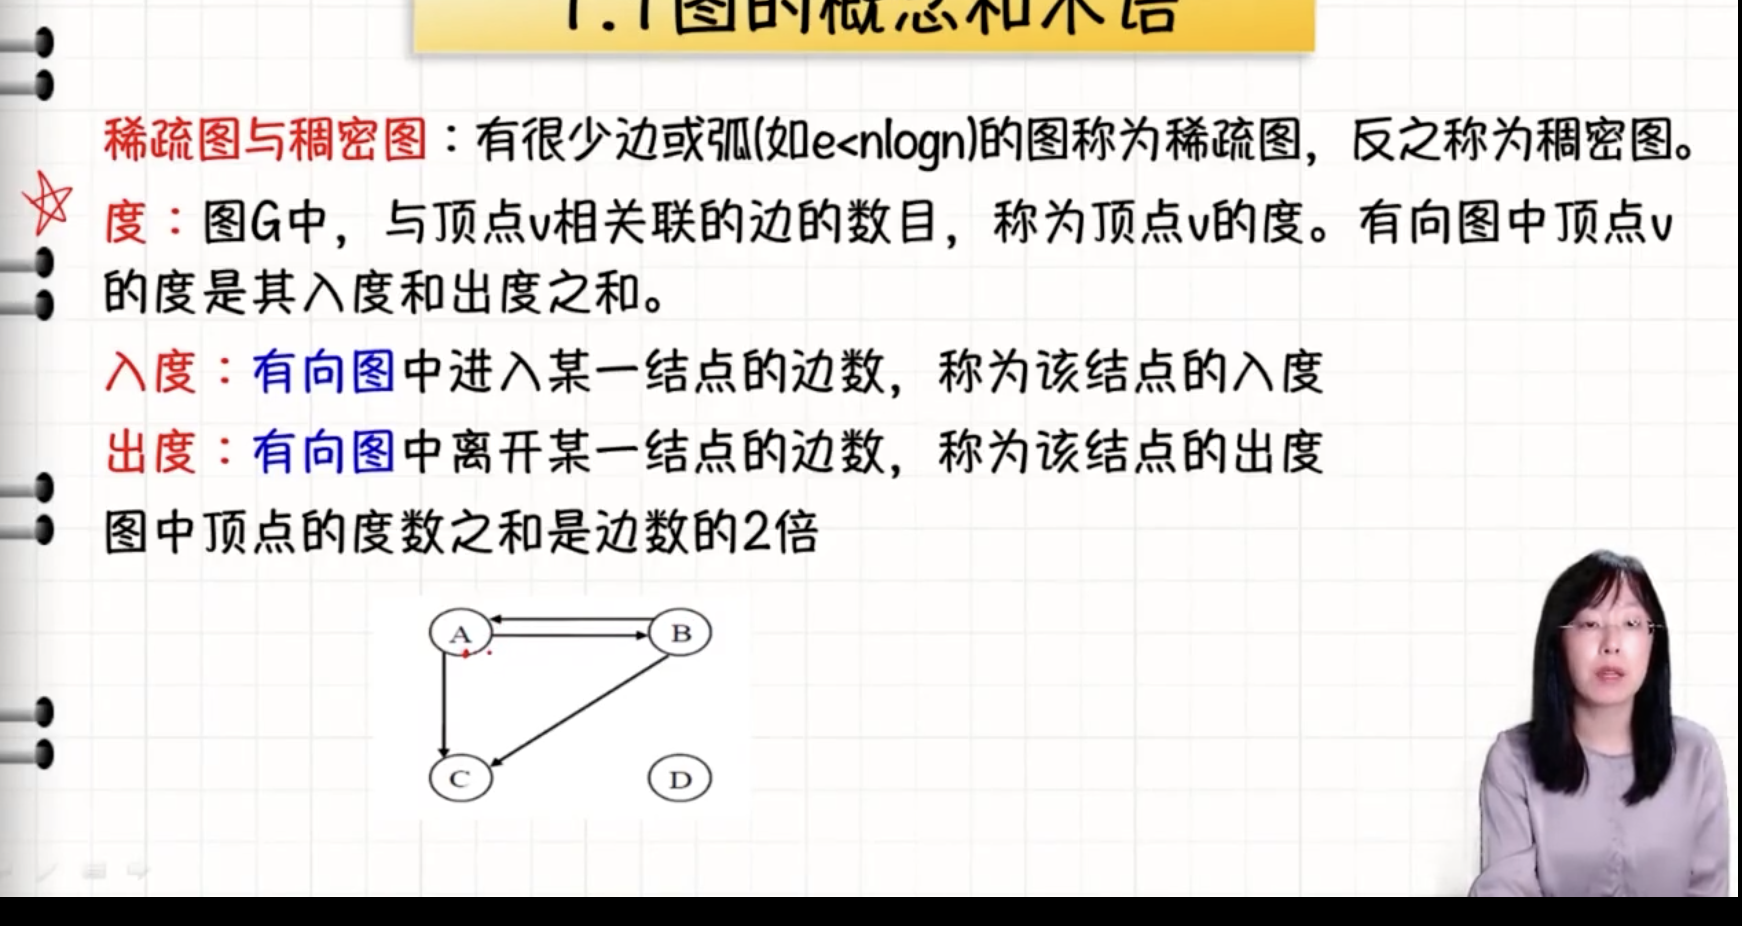 1.1图的概念和术语
稀疏图与稠密图：有很少边或弧(如e<nlogn)的图称为稀疏图，反之称为稠密图。
度：图G中，与顶点v相关联的边的数目，称为顶点v的度。有向图中顶点v
的度是其入度和出度之和。
入度：有向图中进入某一结点的边数，称为该结点的入度
出度：有向图中离开某一结点的边数，称为该结点的出度
图中顶点的度数之和是边数的2倍
A
B
C
D